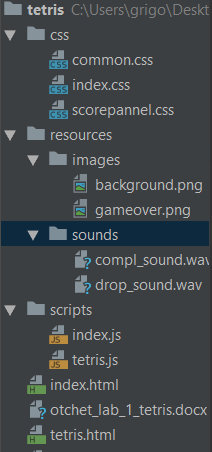 tetris C:\Users\grigo\Deskt
css
common.css
index.css
scorepannel.css
resources
images
background.png
gameover.png
sounds
compl_sound.wav
drop_sound.wav
scripts
index.js
tetris.js
index.html
otchet_lab_1_tetris.docx
tetris.html